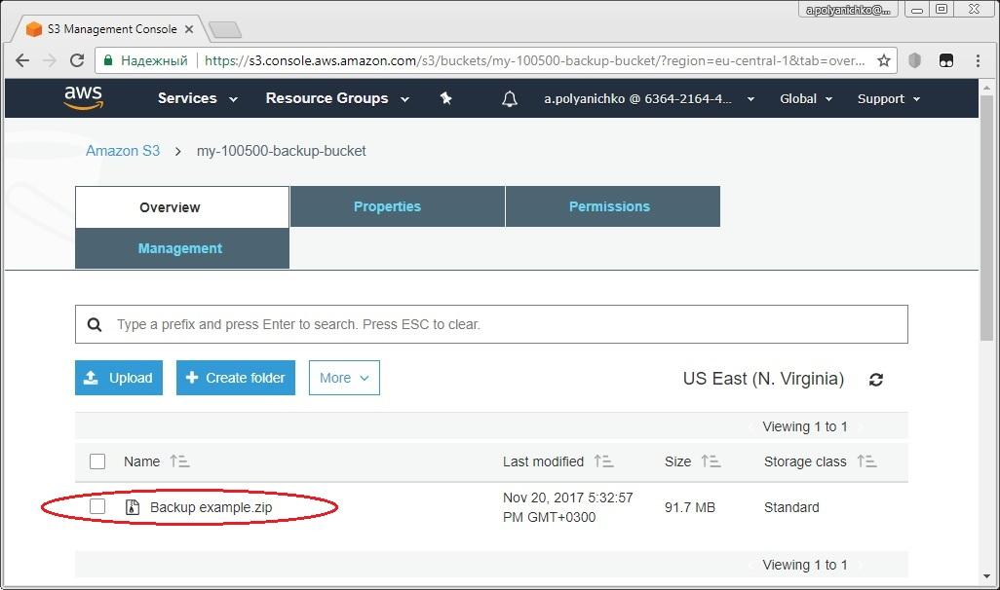 a.polyanichko@...
S3 Management Console
Надежный https://s3.console.aws.amazon.com/s3/buckets/my-100500-backup-bucket/?region=eu-central-1&tab=over...
aws Services Resource Groups a.polyanichko @ 6364-2164-4... Global Support
Amazon S3 > my-100500-backup-bucket
Overview Properties Permissions
Management
Type a prefix and press Enter to search. Press ESC to clear.
Upload Create folder More US East (N. Virginia)
Viewing 1 to 1
Name Last modified Size Storage class
Backup example.zip Nov 20, 2017 5:32:57 PM GMT+0300 91.7 MB Standard
Viewing 1 to 1